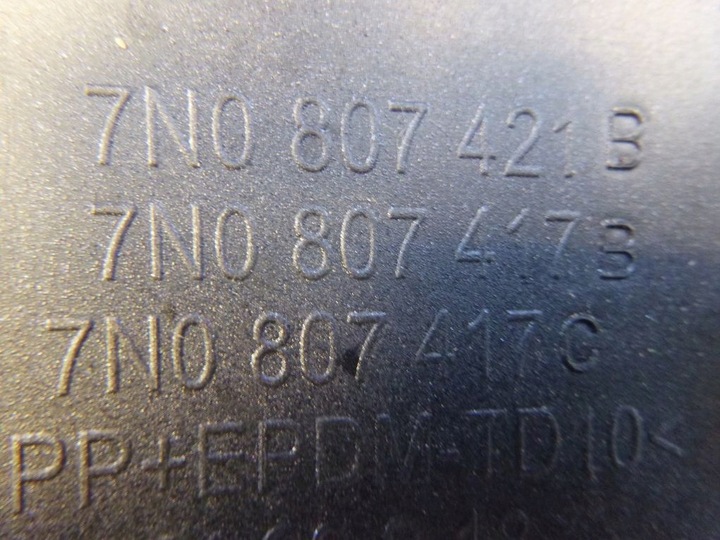 7N0 807 421 B
7N0 807 417 B
7N0 807 417 C
PP+EPDM-TD10<